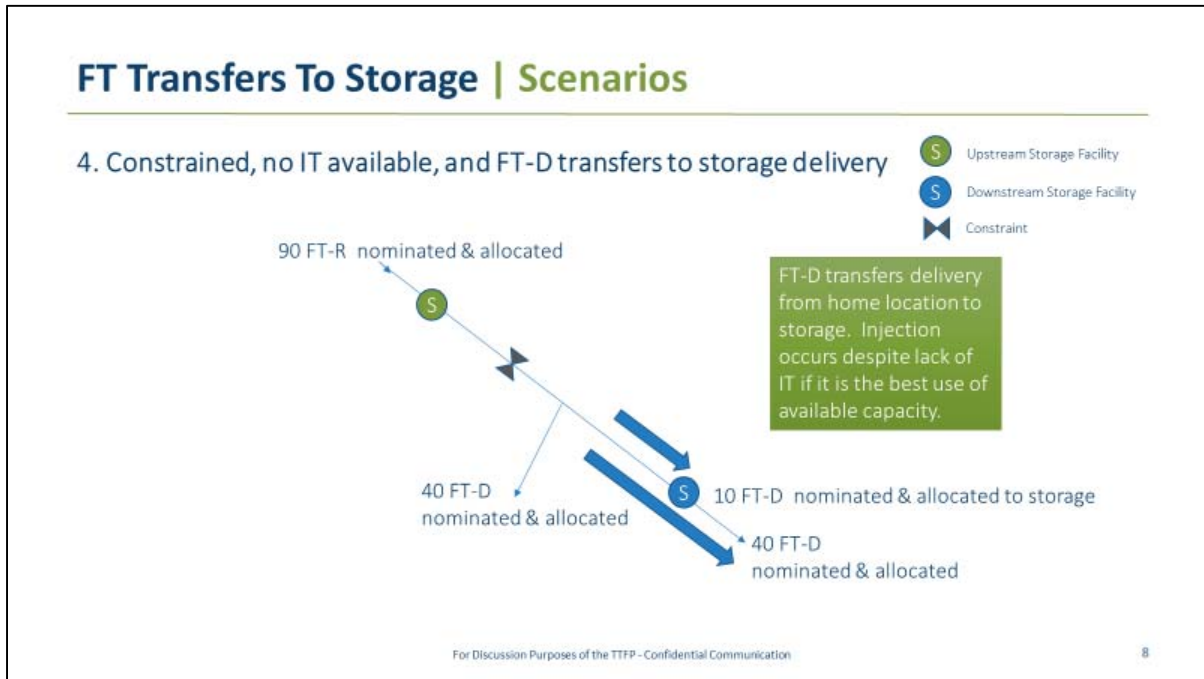 FT Transfers To Storage | Scenarios
4. Constrained, no IT available, and FT-D transfers to storage delivery
S Upstream Storage Facility
S Downstream Storage Facility
Constraint
90 FT-R nominated & allocated
S
FT-D transfers delivery
from home location to
storage. Injection
occurs despite lack of
IT if it is the best use of
available capacity.
40 FT-D
nominated & allocated
S
10 FT-D nominated & allocated to storage
40 FT-D
nominated & allocated
For Discussion Purposes of the TTFP - Confidential Communication
8